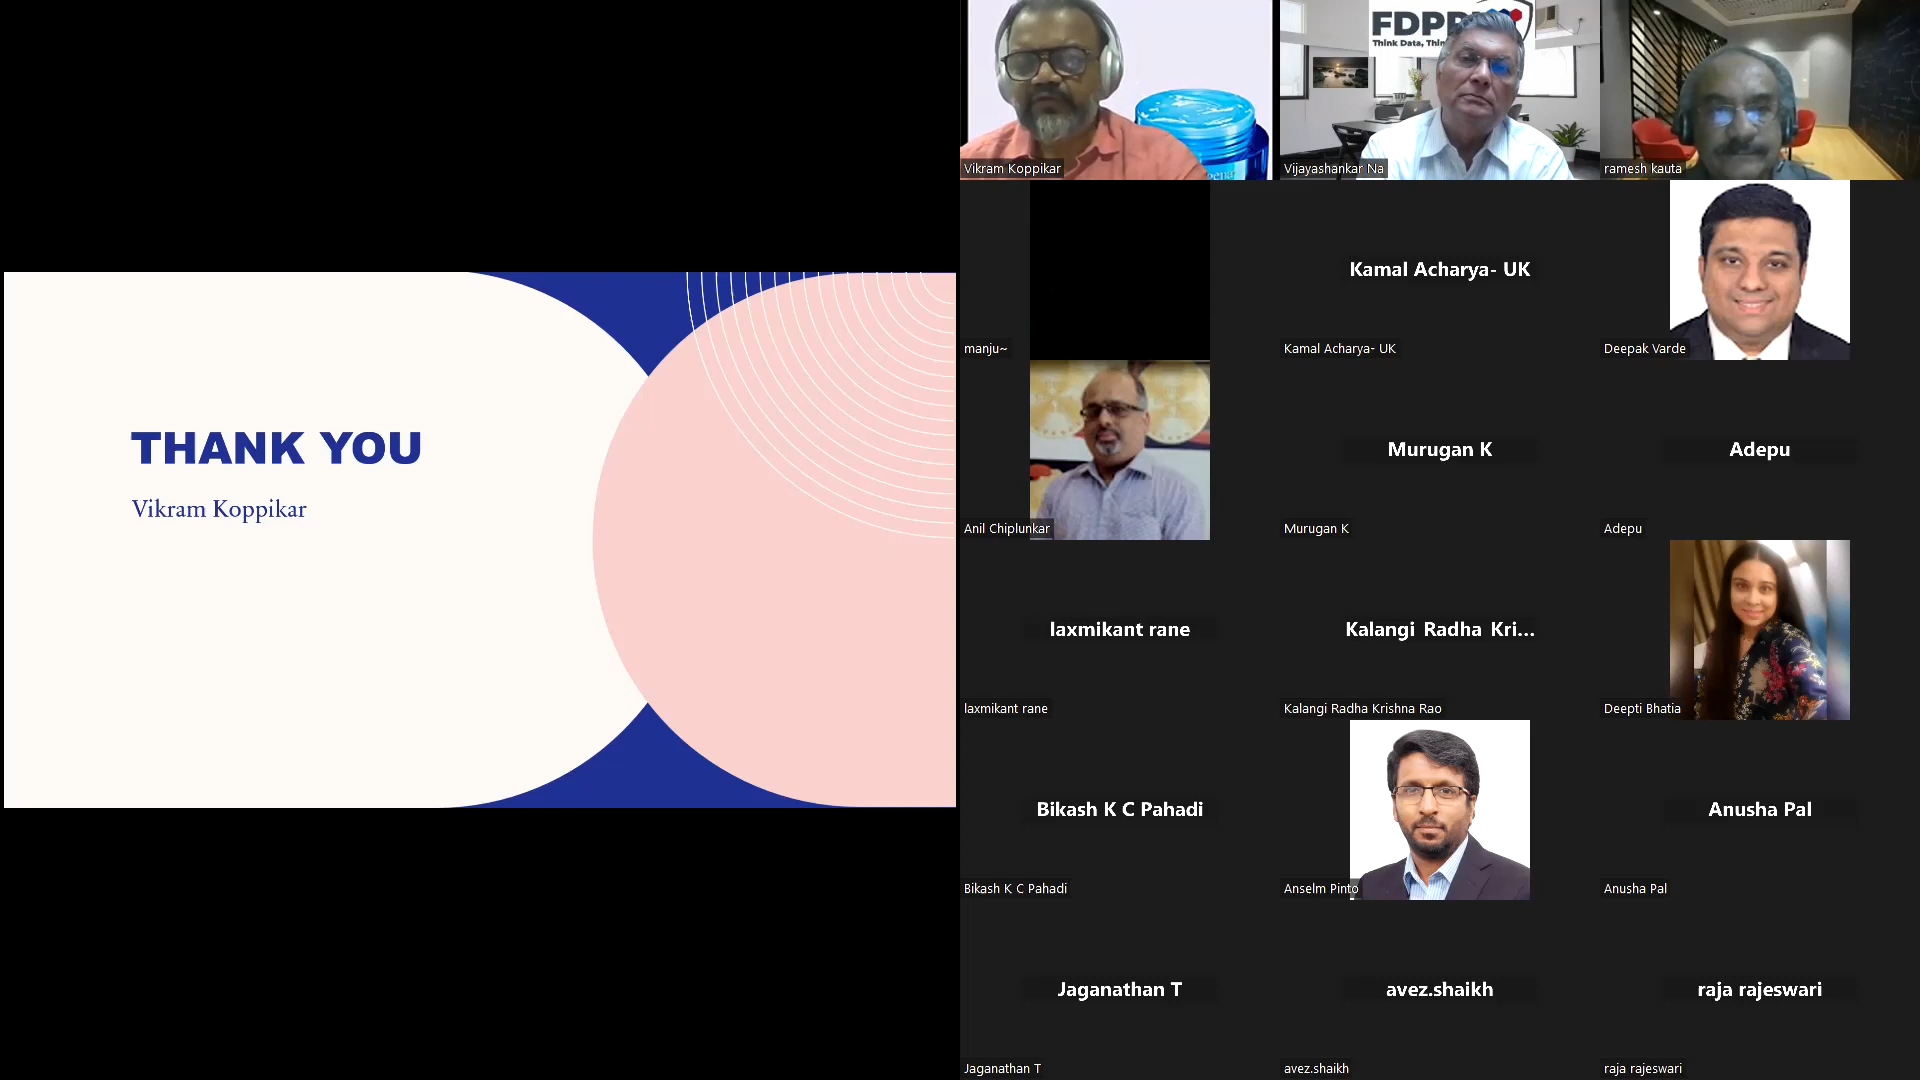 THANK YOU
Vikram Koppikar
Vikram Koppikar
FDPP
Think Data,
Vijayashankar Na
ramesh kauta
manju~
Kamal Acharya- UK
Kamal Acharya- UK
Deepak Varde
Anil Chiplunkar
Murugan K
Murugan K
Adepu
Adepu
laxmikant rane
laxmikant rane
Kalangi Radha Kri...
Kalangi Radha Krishna Rao
Deepti Bhatia
Bikash K C Pahadi
Bikash K C Pahadi
Anselm Pinto
Anusha Pal
Anusha Pal
Jaganathan T
Jaganathan T
avez.shaikh
avez.shaikh
raja rajeswari
raja rajeswari